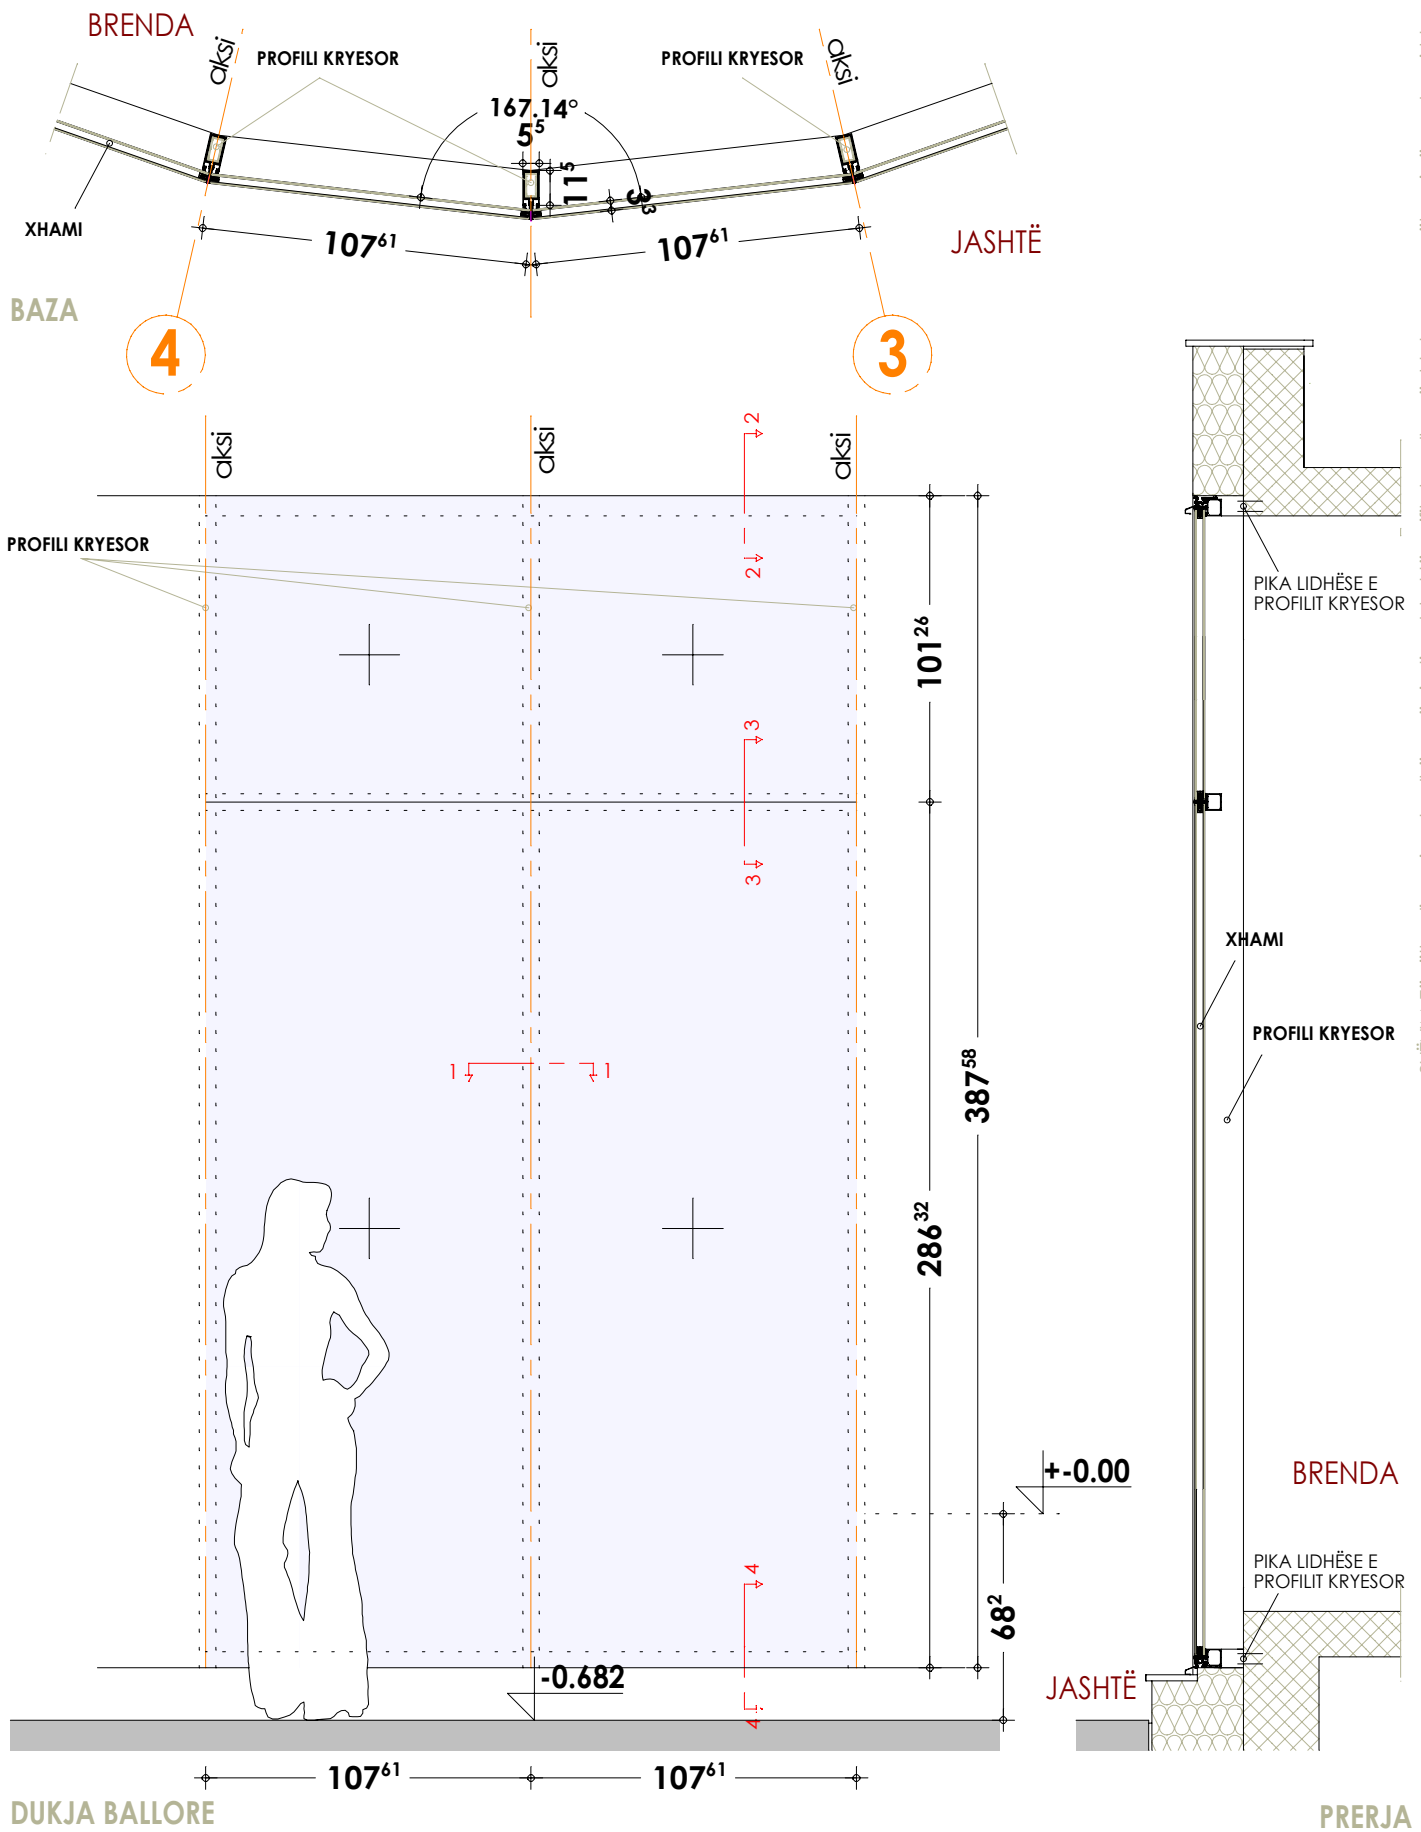 BRENDA
aksi
PROFILI KRYESOR
aksi
PROFILI KRYESOR
aksi
167.14°
5⁵
11⁵
3³
XHAMI
107⁶¹
107⁶¹
JASHTË
BAZA
4
3
aksi
aksi
aksi
2
2
PROFILI KRYESOR
PIKA LIDHËSE E
PROFILIT KRYESOR
101²⁶
3
3
XHAMI
PROFILI KRYESOR
1
1
387⁵⁸
286³²
+-0.00
BRENDA
PIKA LIDHËSE E
PROFILIT KRYESOR
4
68²
-0.682
JASHTË
4
107⁶¹
107⁶¹
DUKJA BALLORE
PRERJA